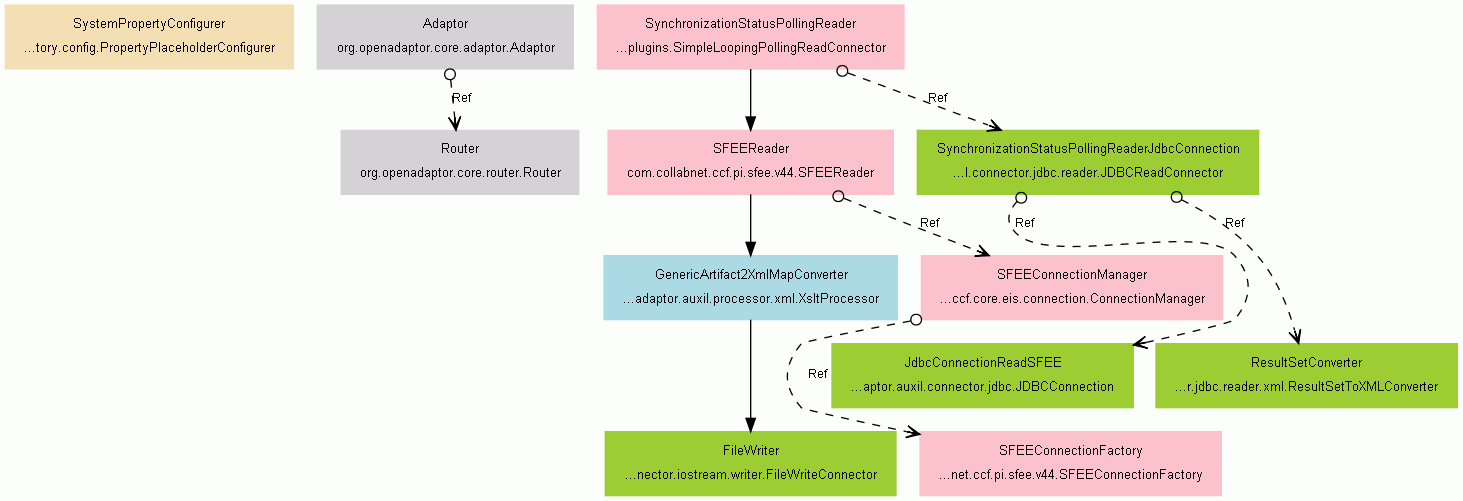 SystemPropertyConfigurer
...tory.config.PropertyPlaceholderConfigurer
Adaptor
org.openadaptor.core.adaptor.Adaptor
SynchronizationStatusPollingReader
...plugins.SimpleLoopingPollingReadConnector
Ref
Ref
Router
org.openadaptor.core.router.Router
SFEEReader
com.collabnet.ccf.pi.sfee.v44.SFEEReader
SynchronizationStatusPollingReaderJdbcConnection
...l.connector.jdbc.reader.JDBCReadConnector
Ref
Ref
Ref
GenericArtifact2XmlMapConverter
...adaptor.auxil.processor.xml.XsltProcessor
SFEEConnectionManager
...ccf.core.eis.connection.ConnectionManager
Ref
JdbcConnectionReadSFEE
...aptor.auxil.connector.jdbc.JDBCConnection
ResultSetConverter
...r.jdbc.reader.xml.ResultSetToXMLConverter
FileWriter
...nector.iostream.writer.FileWriteConnector
SFEEConnectionFactory
...net.ccf.pi.sfee.v44.SFEEConnectionFactory